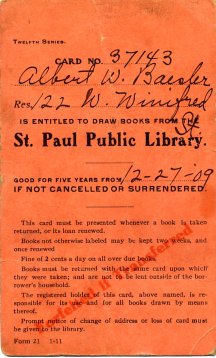 TWELFTH SERIES.
CARD NO. 37143
Albert W. Baesler
Res. 122 W. Winifred St.
IS ENTITLED TO DRAW BOOKS FROM THE
St. Paul Public Library.
GOOD FOR FIVE YEARS FROM 12-27-09
IF NOT CANCELLED OR SURRENDERED.
This card must be presented whenever a book is taken
returned, or its loan renewed.
Books not otherwise labeled may be kept two weeks, and
once renewed
Fine of 2 cents a day on all over due books.
Books must be returned with the same card upon which
they were taken; and are not to be lent outside of the bor-
rower's household.
The registered holder of this card, above named, is re-
sponsible for its use and for all books drawn by means
thereof.
Prompt notice of change of address or loss of card must
be given to the library.
Form 21 1-11